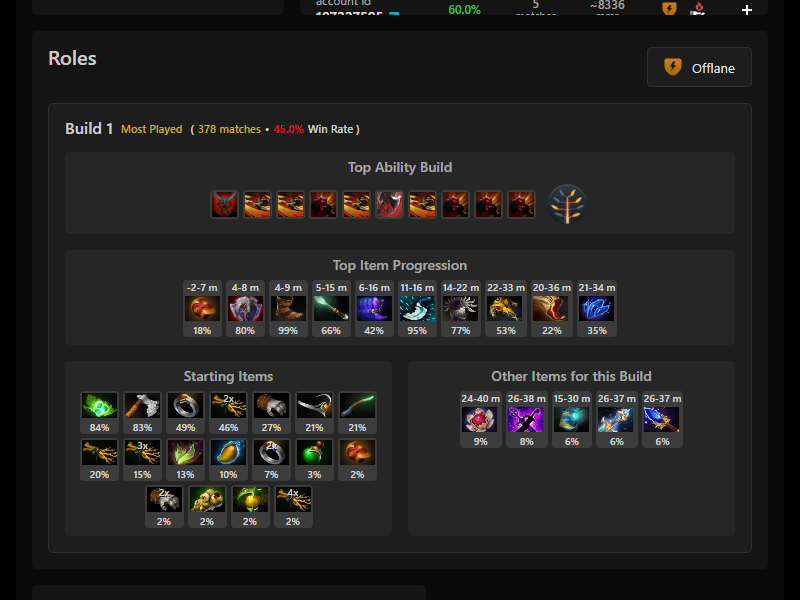 account id
60.0%
5
~8336
Roles
Offlane
Build 1 Most Played ( 378 matches • 45.0% Win Rate )
Top Ability Build
Top Item Progression
-2-7 m 4-8 m 4-9 m 5-15 m 6-16 m 11-16 m 14-22 m 22-33 m 20-36 m 21-34 m
18% 80% 99% 66% 42% 95% 77% 53% 22% 35%
Starting Items
2x
84% 83% 49% 46% 27% 21% 21%
3x 2x
20% 15% 13% 10% 7% 3% 2%
2x 4x
2% 2% 2% 2%
Other Items for this Build
24-40 m 26-38 m 15-30 m 26-37 m 26-37 m
9% 8% 6% 6% 6%